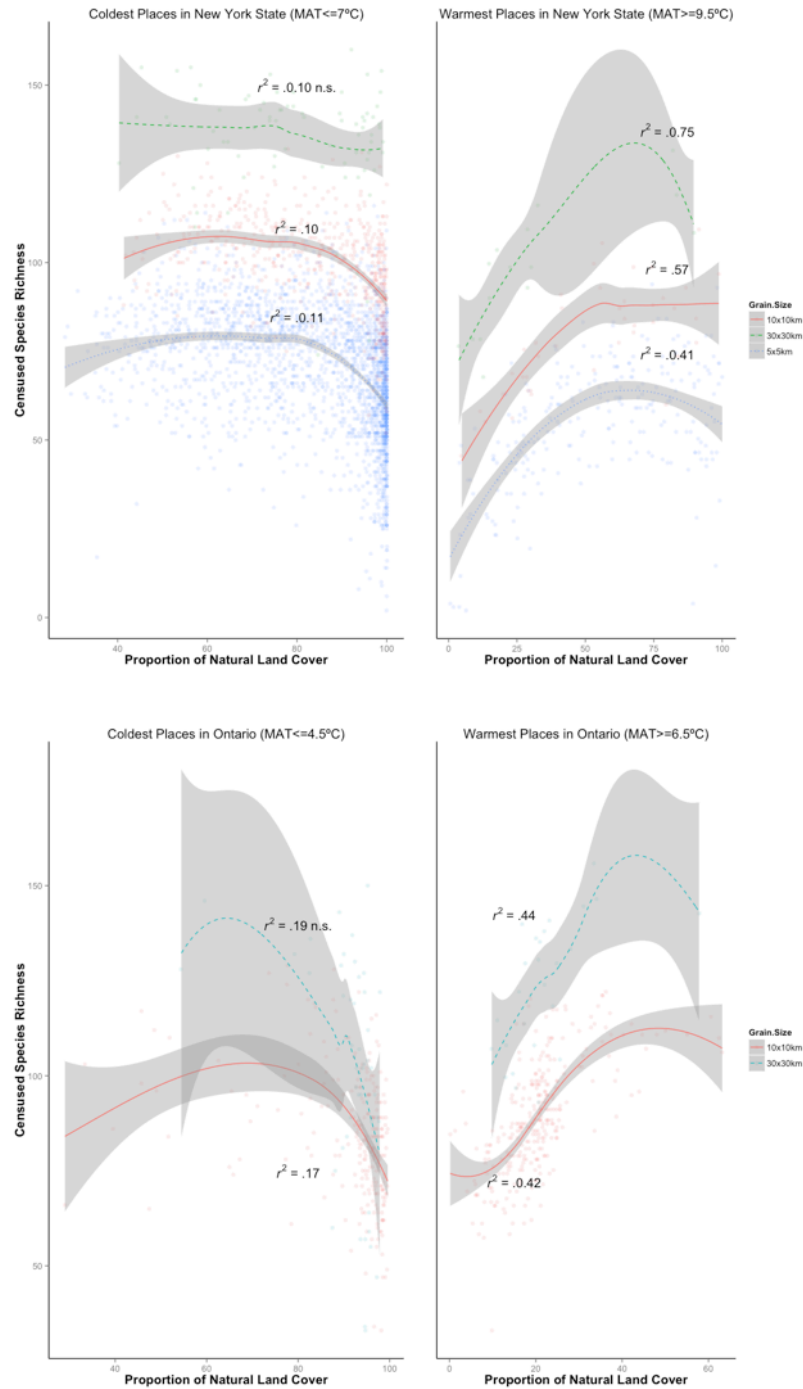 Coldest Places in New York State (MAT<=7ºC)
Warmest Places in New York State (MAT>=9.5ºC)
Censused Species Richness
150
100
50
0
r² = .0.10 n.s.
r² = .10
r² = .0.11
40 60 80 100
Proportion of Natural Land Cover
r² = .0.75
r² = .57
r² = .0.41
0 25 50 75 100
Proportion of Natural Land Cover
Grain.Size
10x10km
30x30km
5x5km
Coldest Places in Ontario (MAT<=4.5ºC)
Warmest Places in Ontario (MAT>=6.5ºC)
Censused Species Richness
150
100
50
r² = .19 n.s.
r² = .17
40 60 80 100
Proportion of Natural Land Cover
r² = .44
r² = .0.42
0 20 40 60
Proportion of Natural Land Cover
Grain.Size
10x10km
30x30km